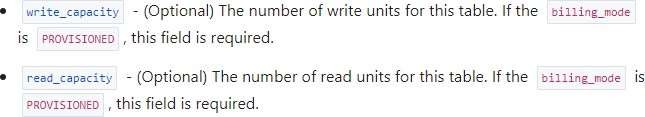 • write_capacity - (Optional) The number of write units for this table. If the billing_mode
is PROVISIONED , this field is required.
• read_capacity - (Optional) The number of read units for this table. If the billing_mode is
PROVISIONED , this field is required.